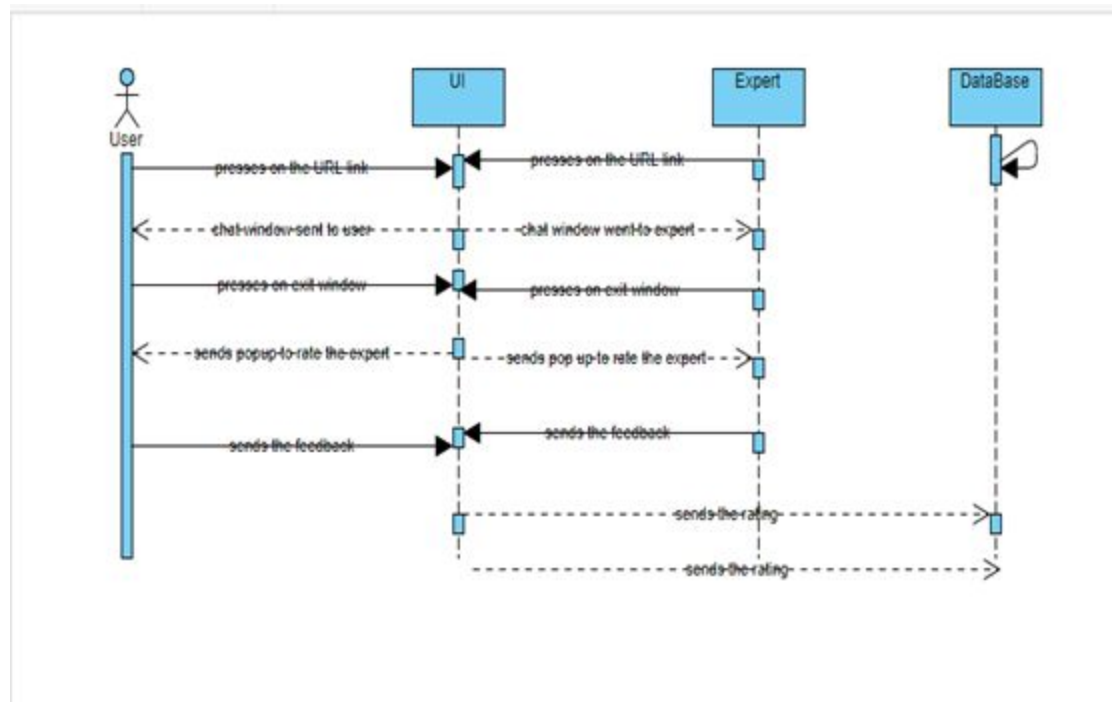 UI
Expert
DataBase
User
presses on the URL link
presses on the URL link
chat window sent to user
chat window went to expert
presses on exit window
presses on exit window
sends popup to rate the expert
sends pop up to rate the expert
sends the feedback
sends the feedback
sends the rating
sends the rating